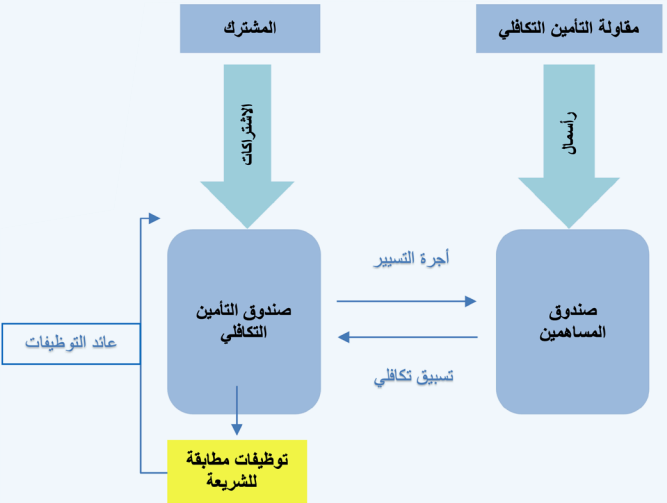 مقاولة التأمين التكافلي
المشترك
رأسمال
الاشتراكات
صندوق
المساهمين
أجرة التسيير
تسبيق تكافلي
صندوق التأمين
التكافلي
عائد التوظيفات
توظيفات مطابقة
للشريعة